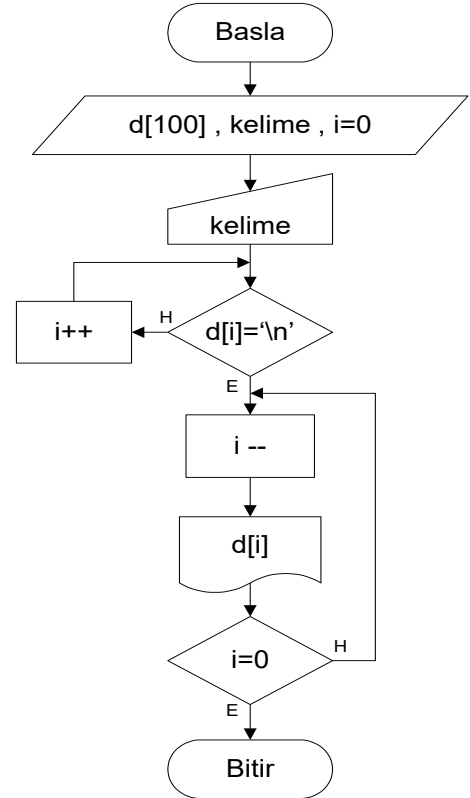 Basla
d[100] , kelime , i=0
kelime
d[i]=‘\n’
H
i++
E
i --
d[i]
i=0
H
E
Bitir